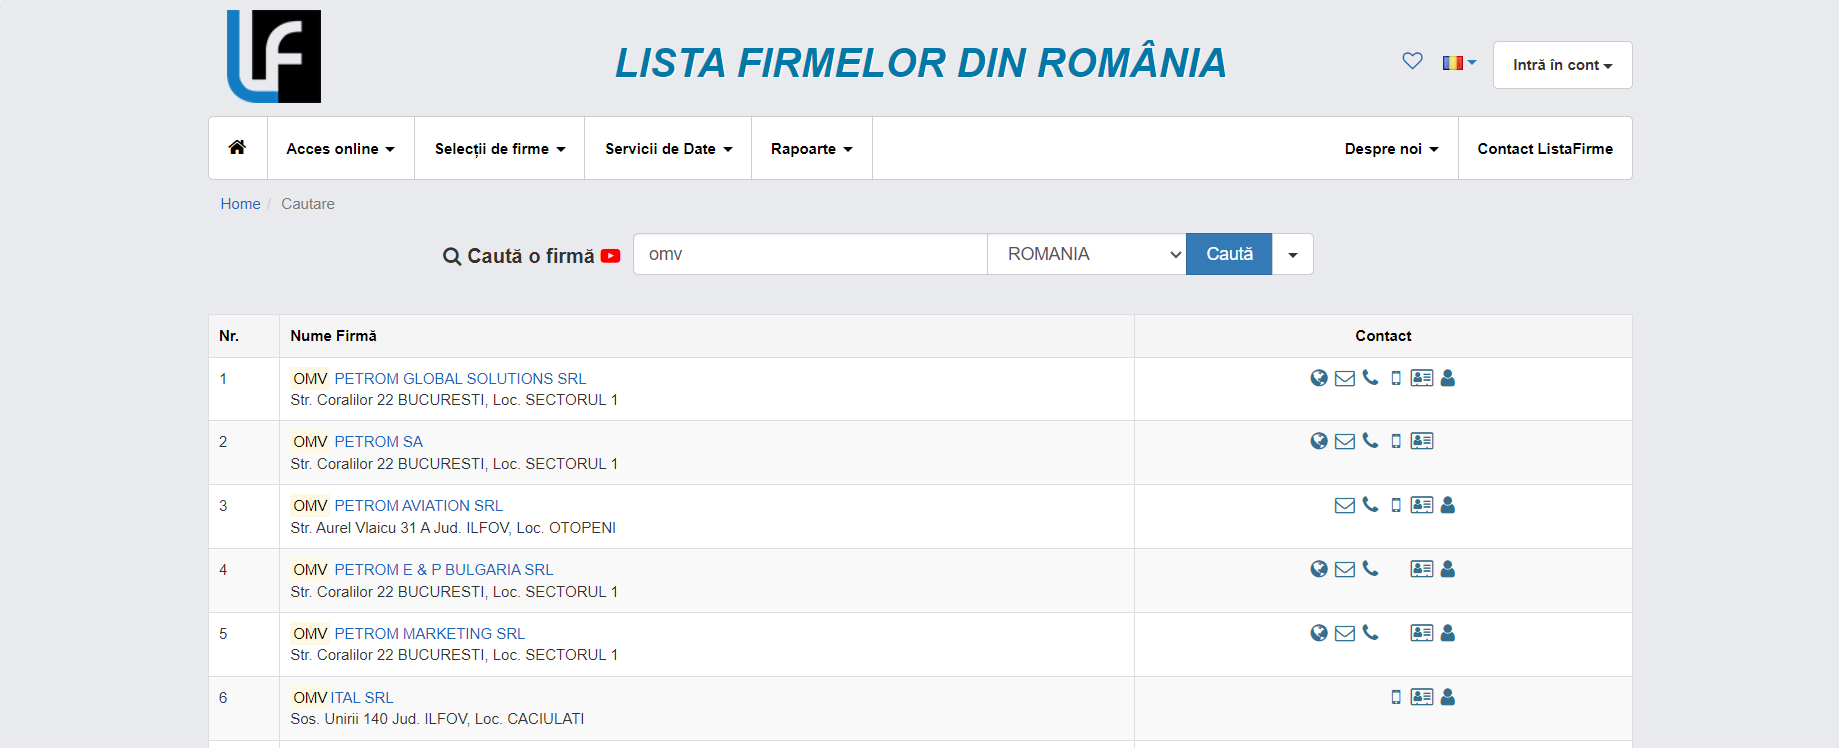 LF
LISTA FIRMELOR DIN ROMÂNIA
Intră în cont
Acces online
Selecții de firme
Servicii de Date
Rapoarte
Despre noi
Contact ListaFirme
Home / Cautare
Caută o firmă
omv
ROMANIA
Caută
Nr.
Nume Firmă
Contact
1
OMV PETROM GLOBAL SOLUTIONS SRL
Str. Coralilor 22 BUCURESTI, Loc. SECTORUL 1
2
OMV PETROM SA
Str. Coralilor 22 BUCURESTI, Loc. SECTORUL 1
3
OMV PETROM AVIATION SRL
Str. Aurel Vlaicu 31 A Jud. ILFOV, Loc. OTOPENI
4
OMV PETROM E & P BULGARIA SRL
Str. Coralilor 22 BUCURESTI, Loc. SECTORUL 1
5
OMV PETROM MARKETING SRL
Str. Coralilor 22 BUCURESTI, Loc. SECTORUL 1
6
OMVITAL SRL
Sos. Unirii 140 Jud. ILFOV, Loc. CACIULATI